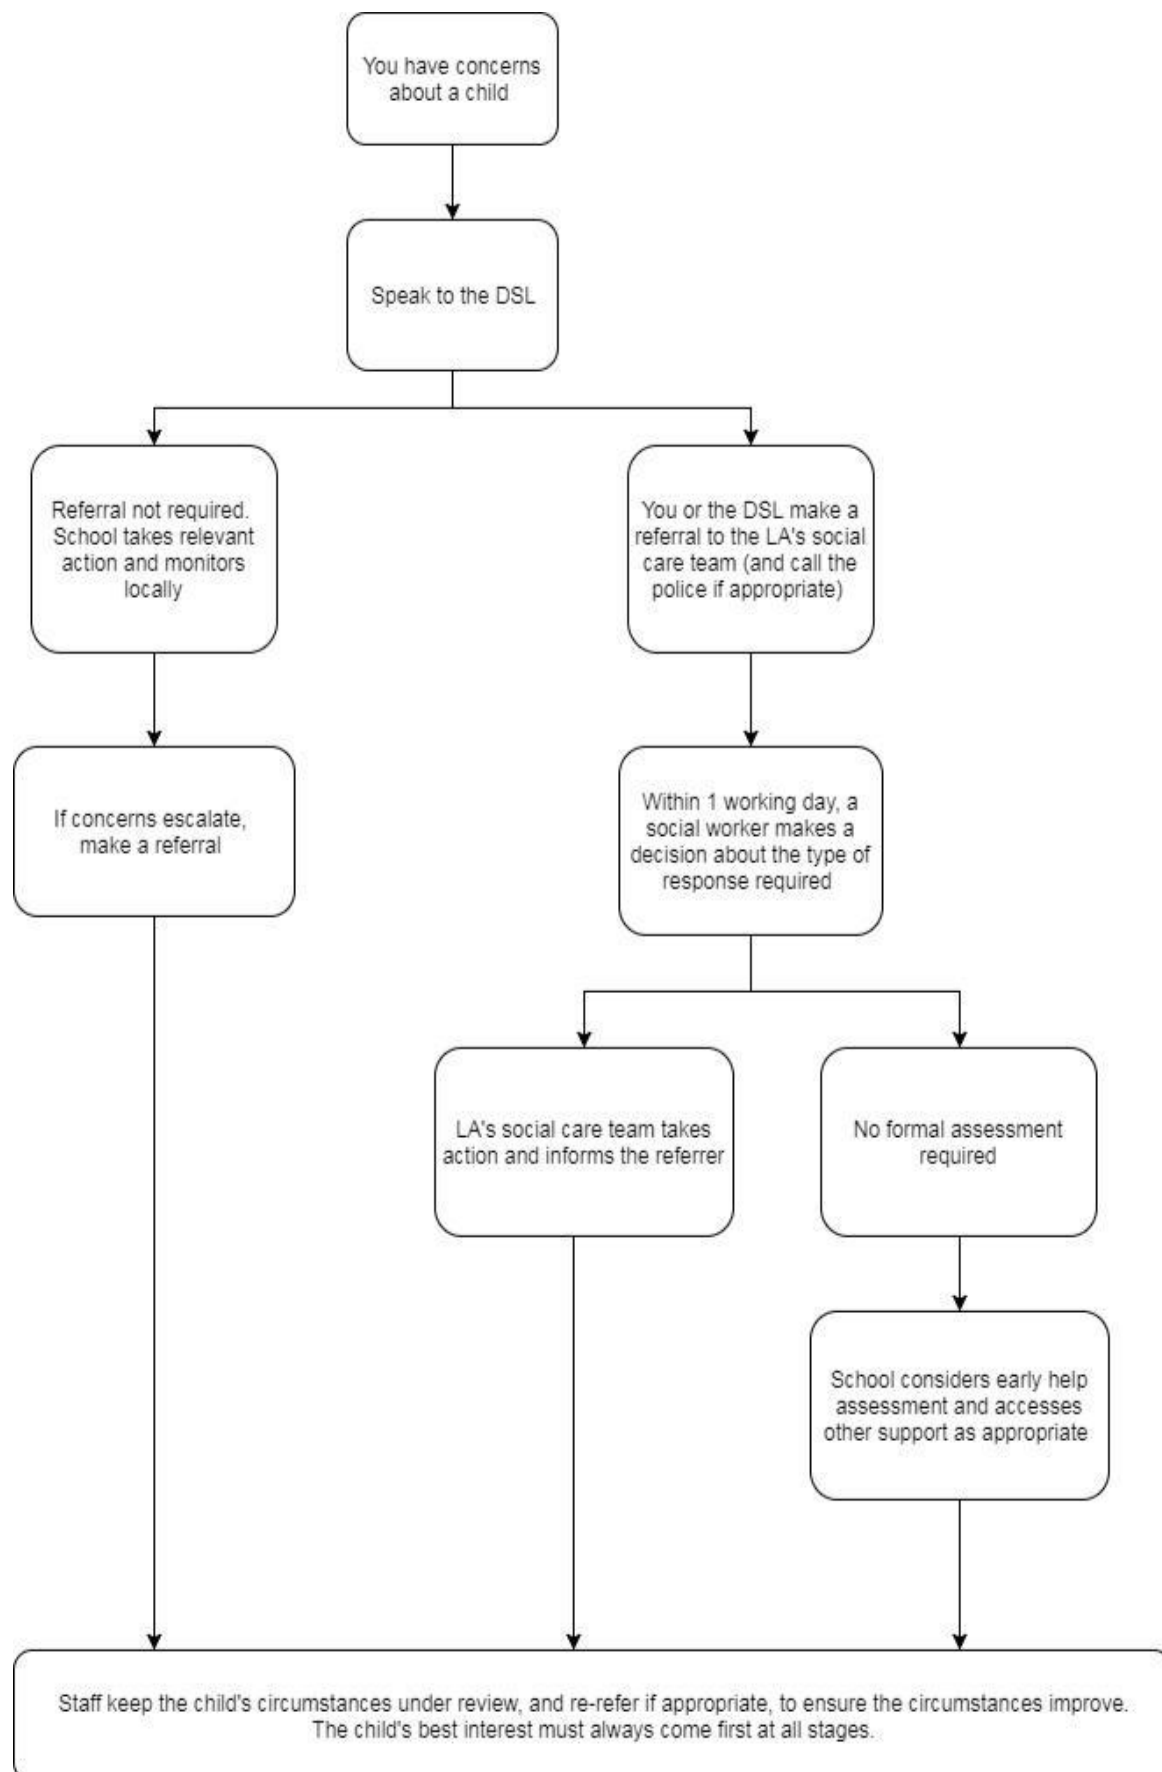 You have concerns
about a child
Speak to the DSL
Referral not required.
School takes relevant
action and monitors
locally
You or the DSL make a
referral to the LA's social
care team (and call the
police if appropriate)
If concerns escalate,
make a referral
Within 1 working day, a
social worker makes a
decision about the type of
response required
LA's social care team takes
action and informs the referrer
No formal assessment
required
School considers early help
assessment and accesses
other support as appropriate
Staff keep the child's circumstances under review, and re-refer if appropriate, to ensure the circumstances improve.
The child's best interest must always come first at all stages.